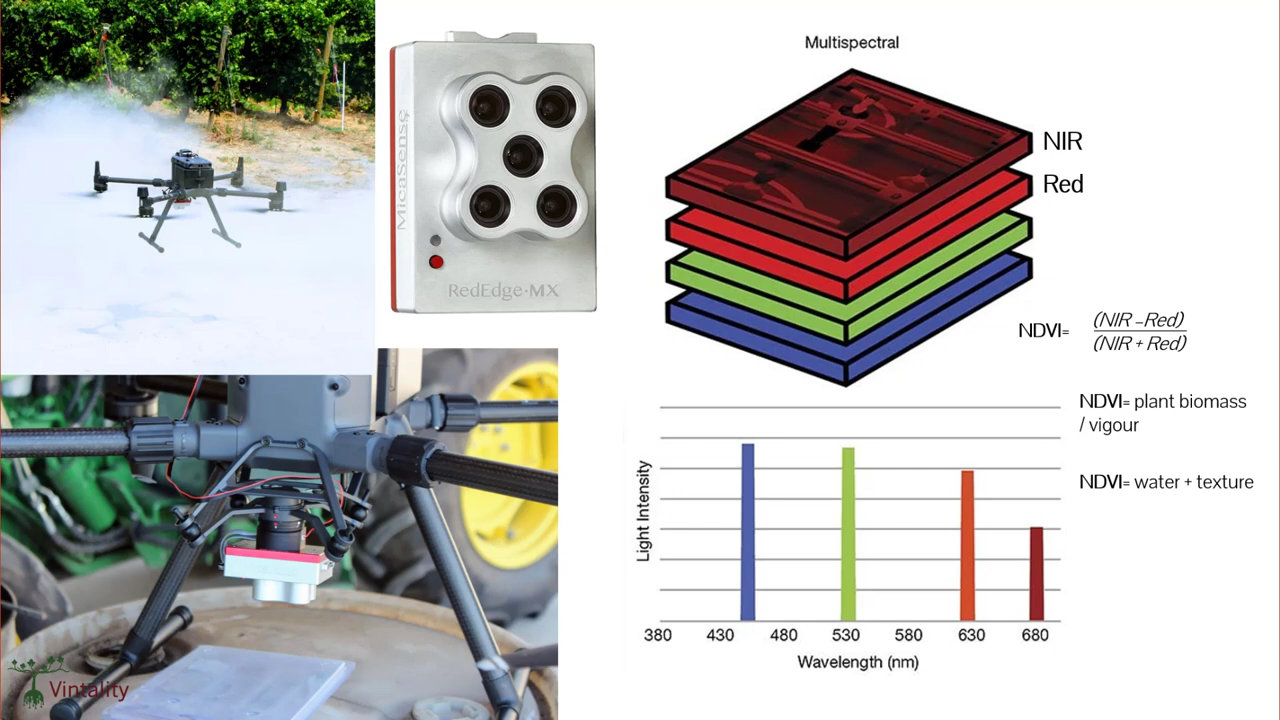 MicaSense
RedEdge-MX
Multispectral
NIR
Red
NDVI= (NIR –Red)
(NIR + Red)
NDVI= plant biomass
/ vigour
NDVI= water + texture
Light Intensity
380 430 480 530 580 630 680
Wavelength (nm)
Vintality